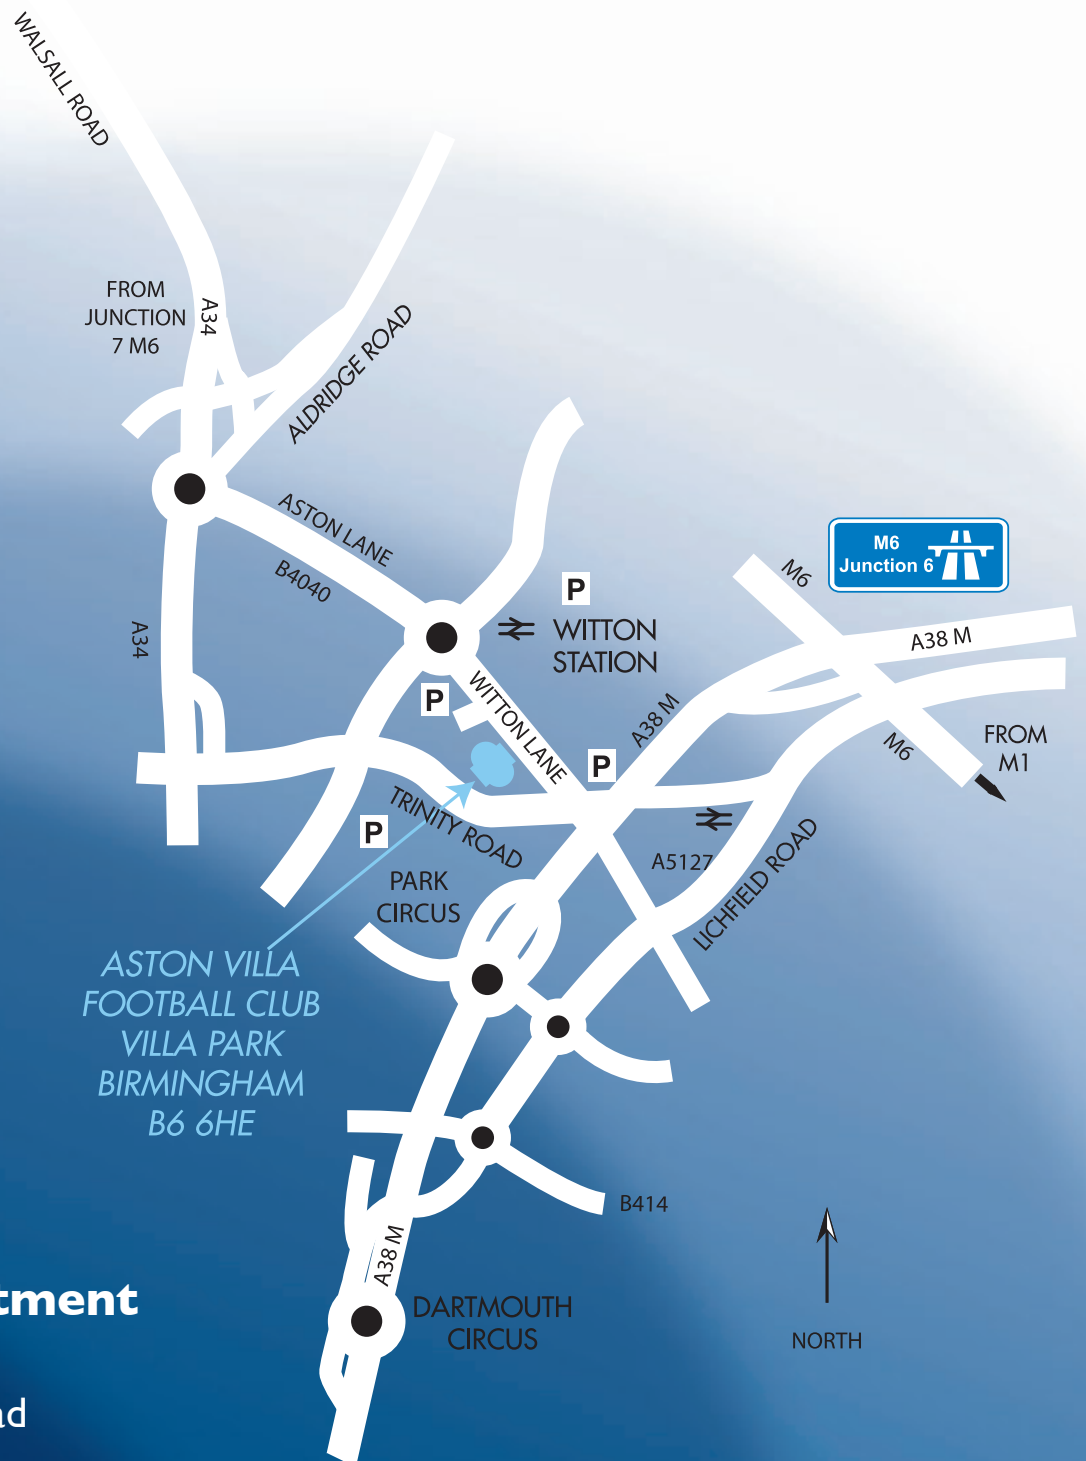 WALSALL ROAD
FROM
JUNCTION
7 M6
A34
ALDRIDGE ROAD
ASTON LANE
B4040
A34
M6
Junction 6
M6
P
WITTON
STATION
A38 M
P
WITTON LANE
A38 M
M6
FROM
M1
P
TRINITY ROAD
P
A5127
LICHFIELD ROAD
PARK
CIRCUS
ASTON VILLA
FOOTBALL CLUB
VILLA PARK
BIRMINGHAM
B6 6HE
B414
A38 M
DARTMOUTH
CIRCUS
NORTH
tment